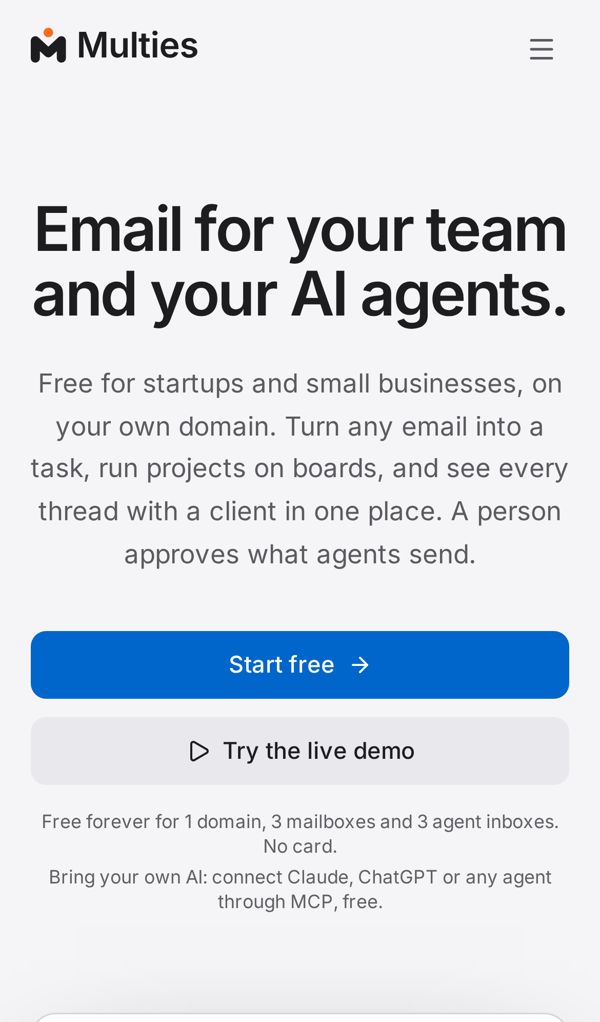 Multies
Email for your team
and your AI agents.
Free for startups and small businesses, on
your own domain. Turn any email into a
task, run projects on boards, and see every
thread with a client in one place. A person
approves what agents send.
Start free
Try the live demo
Free forever for 1 domain, 3 mailboxes and 3 agent inboxes.
No card.
Bring your own AI: connect Claude, ChatGPT or any agent
through MCP, free.